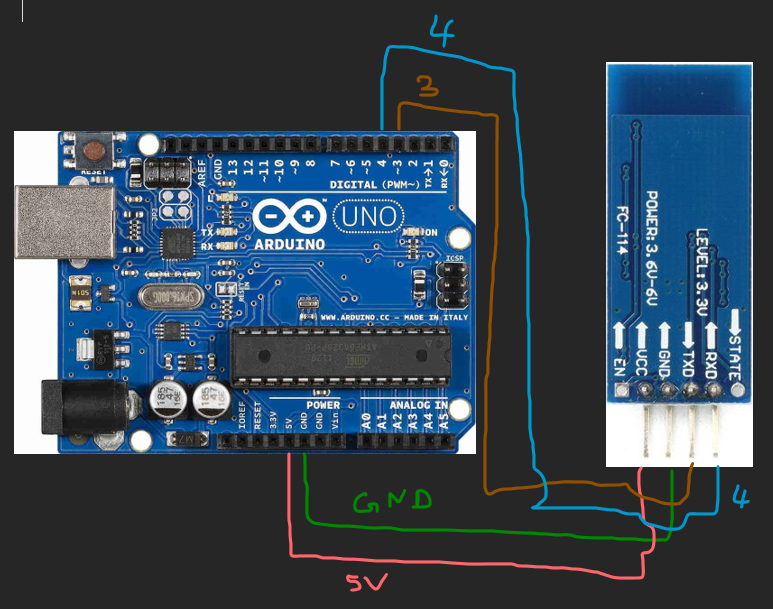 4
3
RESET
AREF
GND
13
12
~11
~10
~9
8
7
~6
~5
4
~3
2
TX→1
RX←0
DIGITAL (PWM~)
TX
RX
UNO
ARDUINO
ON
ICSP
WWW.ARDUINO.CC - MADE IN ITALY
POWER
ANALOG IN
IOREF
RESET
3.3V
5V
GND
GND
Vin
A0
A1
A2
A3
A4
A5
FC-114
POWER:3.6V-6V
LEVEL:3.3V
EN
VCC
GND
TXD
RXD
STATE
GND
4
5V